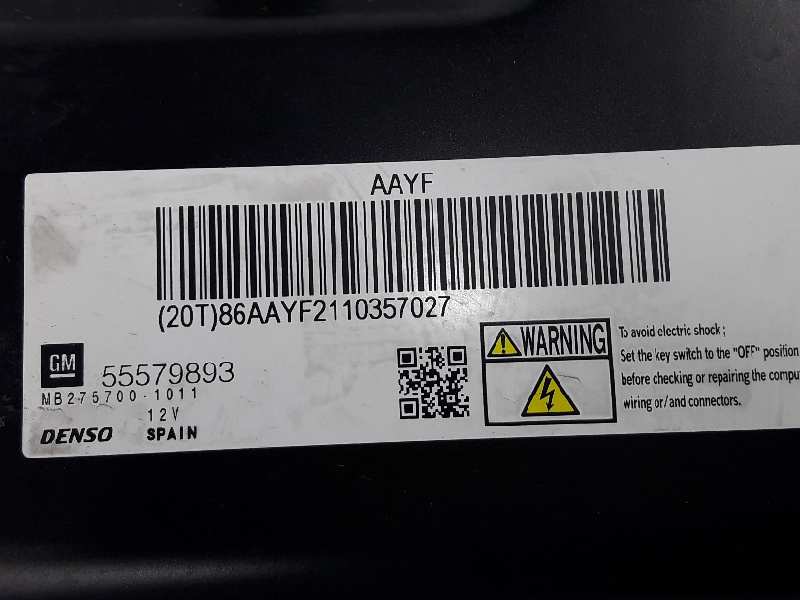 AAYF
(20T)86AAYF2110357027
GM 55579893
MB275700-1011
12V
DENSO SPAIN
WARNING
To avoid electric shock;
Set the key switch to the "OFF" position
before checking or repairing the
wiring or/and connectors.